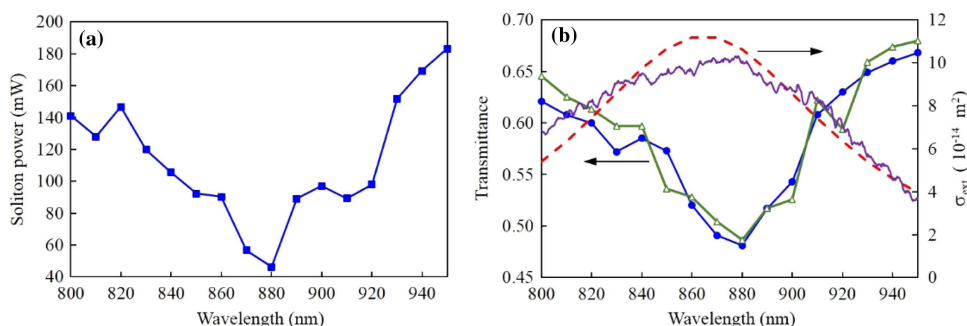 (a)
Soliton power (mW)
200
180
160
140
120
100
80
60
40
800 820 840 860 880 900 920 940
Wavelength (nm)
(b)
Transmittance
0.70
0.65
0.60
0.55
0.50
0.45
800 820 840 860 880 900 920 940
Wavelength (nm)
12
10
8
6
4
2
0
σext (10-14 m2)